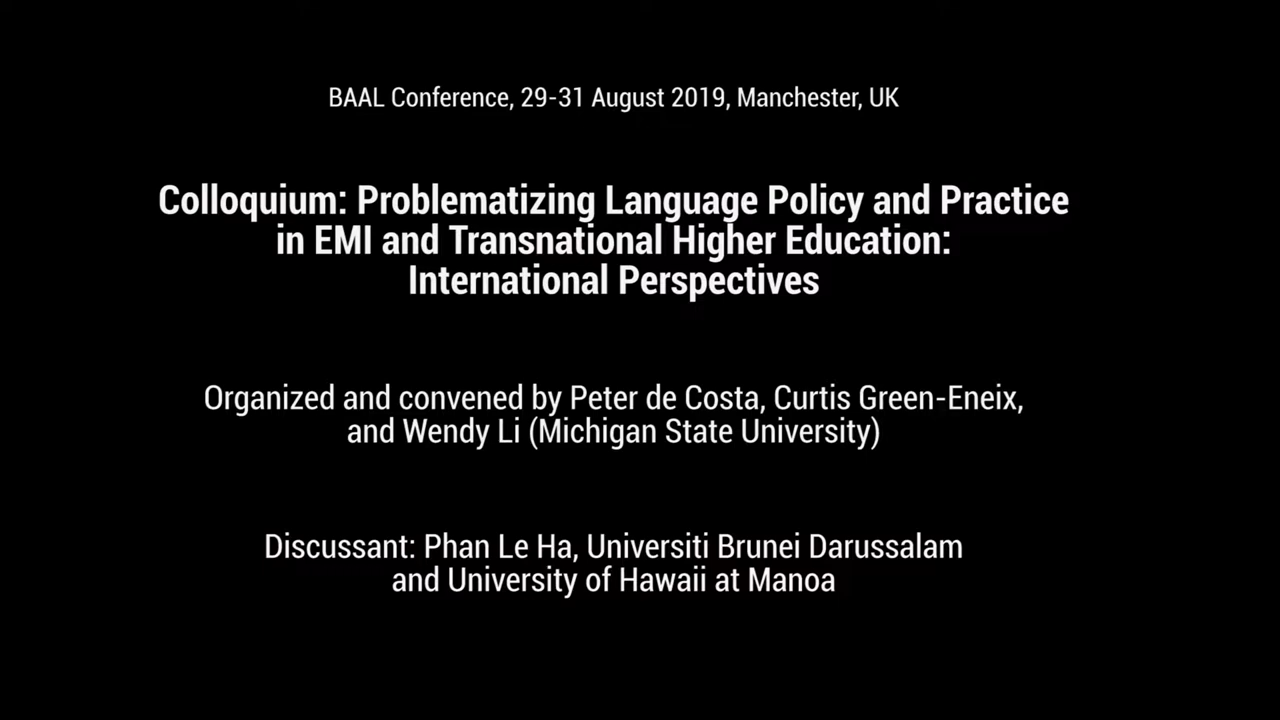 BAAL Conference, 29-31 August 2019, Manchester, UK
Colloquium: Problematizing Language Policy and Practice
in EMI and Transnational Higher Education:
International Perspectives
Organized and convened by Peter de Costa, Curtis Green-Eneix,
and Wendy Li (Michigan State University)
Discussant: Phan Le Ha, Universiti Brunei Darussalam
and University of Hawaii at Manoa